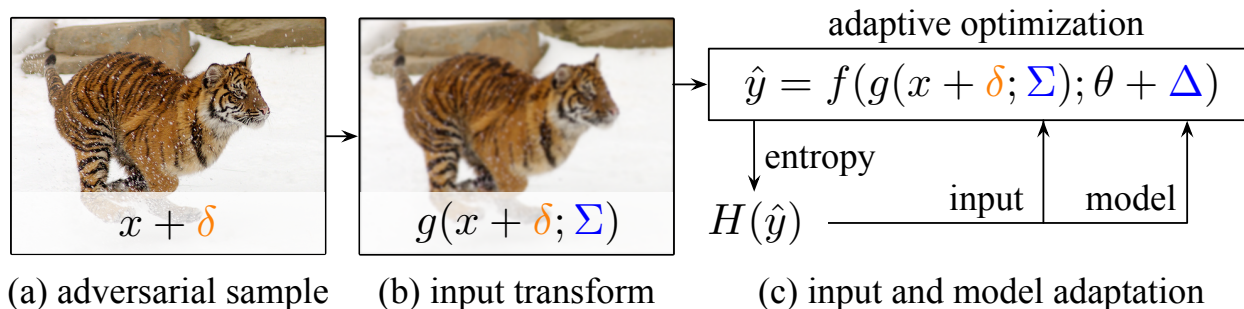 adaptive optimization
x + δ
g(x + δ; Σ)
ŷ = f(g(x + δ; Σ); θ + Δ)
entropy
input
model
H(ŷ)
(a) adversarial sample
(b) input transform
(c) input and model adaptation